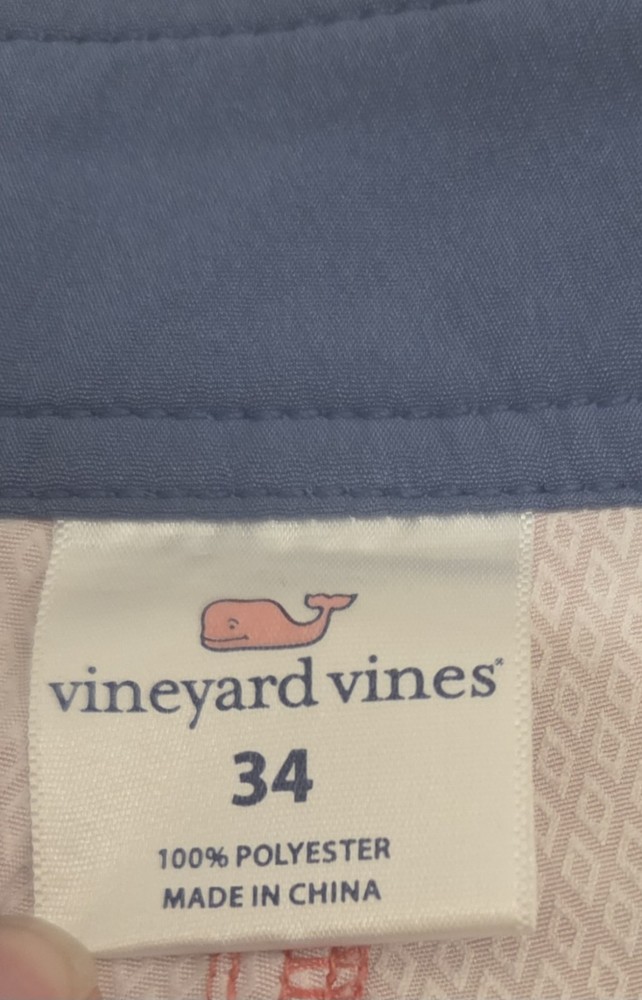 vineyard vines
34
100% POLYESTER
MADE IN CHINA